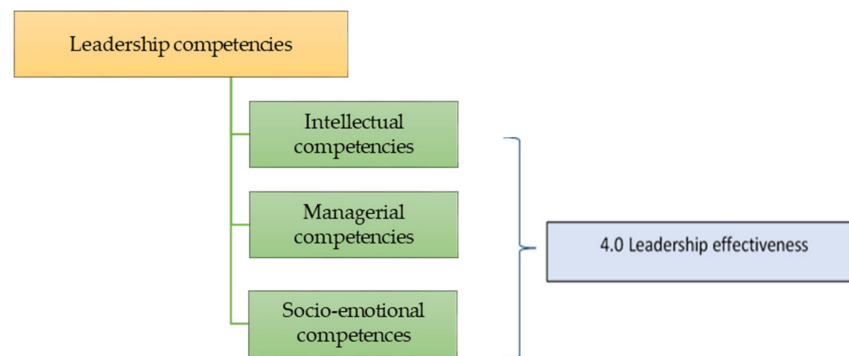 Leadership competencies
Intellectual
competencies
Managerial
competencies
4.0 Leadership effectiveness
Socio-emotional
competences